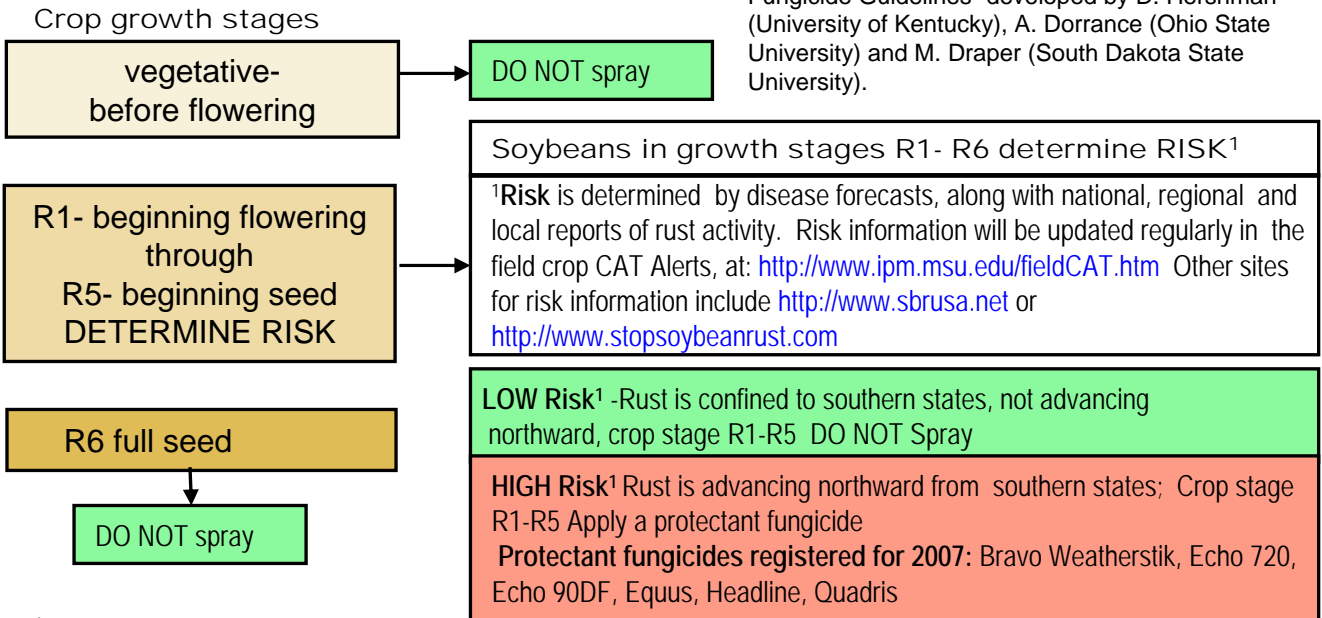 Crop growth stages
(University of Kentucky), A. Dorrance (Ohio State
University) and M. Draper (South Dakota State
University).
vegetative-
before flowering
DO NOT spray
R1- beginning flowering
through
R5- beginning seed
DETERMINE RISK
Soybeans in growth stages R1- R6 determine RISK¹
¹Risk is determined by disease forecasts, along with national, regional and
local reports of rust activity. Risk information will be updated regularly in the
field crop CAT Alerts, at: http://www.ipm.msu.edu/fieldCAT.htm Other sites
for risk information include http://www.sbrusa.net or
http://www.stopsoybeanrust.com
R6 full seed
DO NOT spray
LOW Risk¹ -Rust is confined to southern states, not advancing
northward, crop stage R1-R5 DO NOT Spray
HIGH Risk¹ Rust is advancing northward from southern states; Crop stage
R1-R5 Apply a protectant fungicide
Protectant fungicides registered for 2007: Bravo Weatherstik, Echo 720,
Echo 90DF, Equus, Headline, Quadris